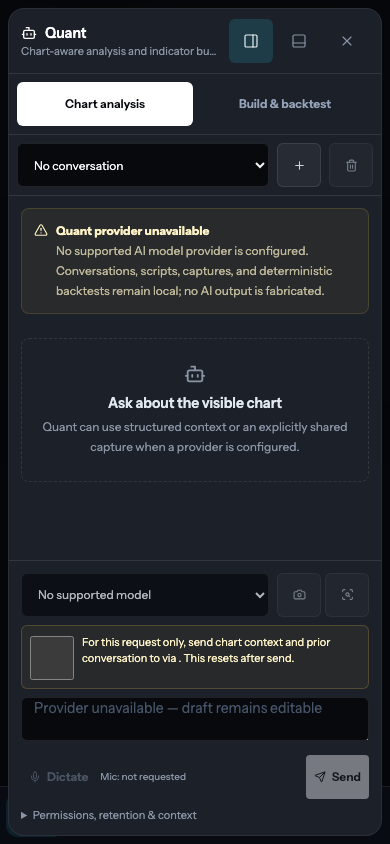 Quant
Chart-aware analysis and indicator bu...
Chart analysis
Build & backtest
No conversation
Quant provider unavailable
No supported AI model provider is configured.
Conversations, scripts, captures, and deterministic
backtests remain local; no AI output is fabricated.
Ask about the visible chart
Quant can use structured context or an explicitly shared
capture when a provider is configured.
No supported model
For this request only, send chart context and prior
conversation to via . This resets after send.
Provider unavailable — draft remains editable
Dictate
Mic: not requested
Send
Permissions, retention & context